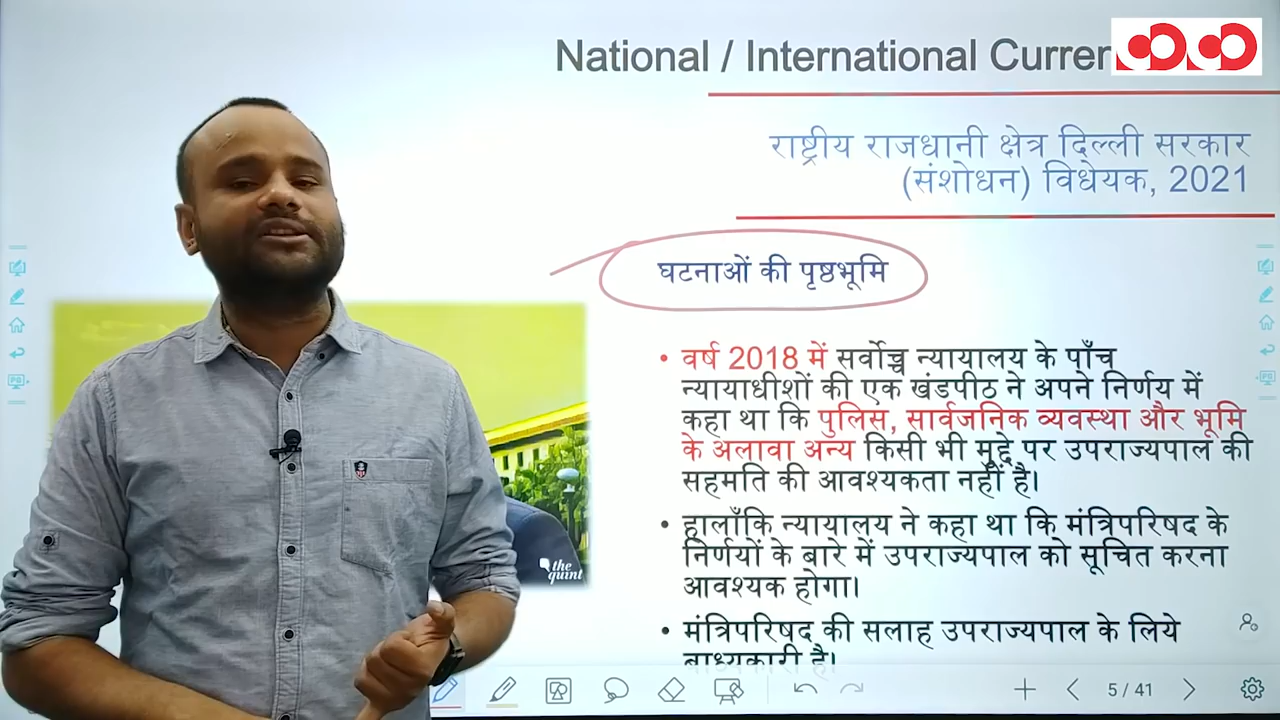 National / International Curren
राष्ट्रीय राजधानी क्षेत्र दिल्ली सरकार
(संशोधन) विधेयक, 2021
घटनाओं की पृष्ठभूमि
• वर्ष 2018 में सर्वोच्च न्यायालय के पाँच
न्यायाधीशों की एक खंडपीठ ने अपने निर्णय में
कहा था कि पुलिस, सार्वजनिक व्यवस्था और भूमि
के अलावा अन्य किसी भी मुद्दे पर उपराज्यपाल की
सहमति की आवश्यकता नहीं है।
• हालाँकि न्यायालय ने कहा था कि मंत्रिपरिषद के
निर्णयों के बारे में उपराज्यपाल को सूचित करना
आवश्यक होगा।
• मंत्रिपरिषद की सलाह उपराज्यपाल के लिये
बाध्यकारी है।
the
quint
5 / 41